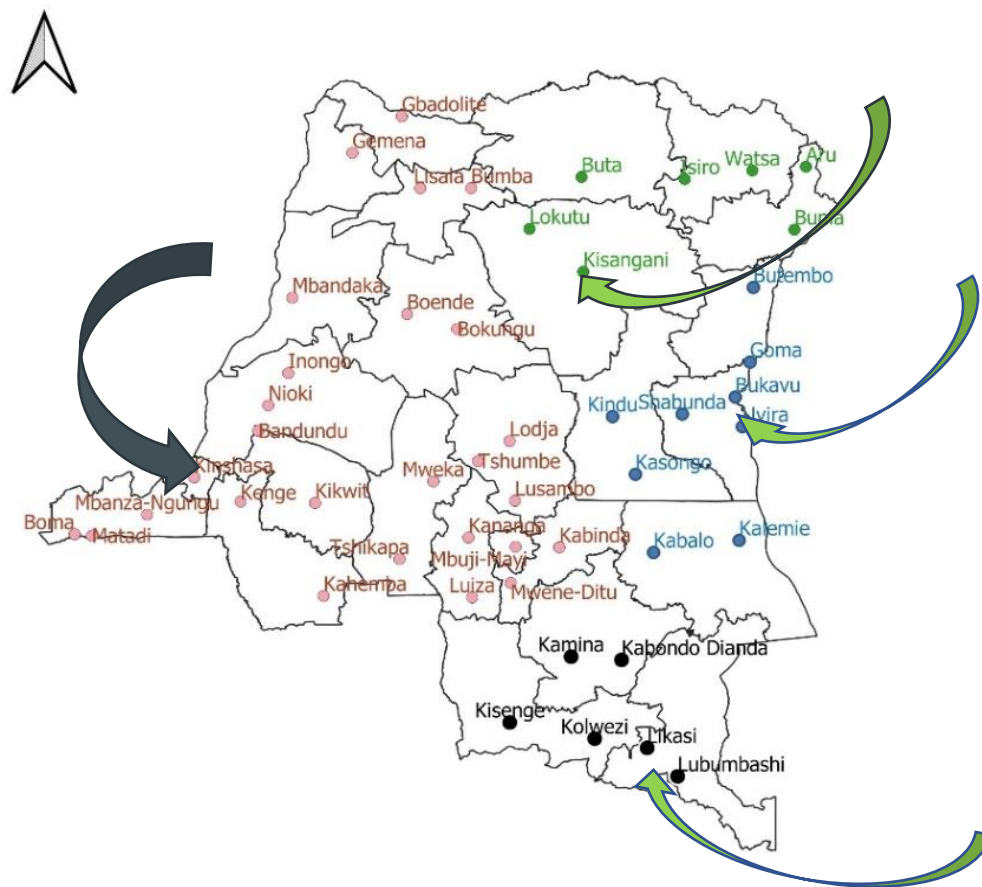 Gbadolite
Gemena
Lisala Bumba
Buta
Isiro
Watsa
Aru
Lokutu
Bunia
Kisangani
Butembo
Mbandaka
Boende
Bokungu
Inongo
Goma
Nioki
Bukavu
Kindu
Shabunda
Uvira
Bandundu
Lodja
Kinshasa
Mweka
Tshumbe
Kasongo
Mbanza-Ngungu
Kenge
Kikwit
Lusambo
Boma
Matadi
Kananga
Kabinda
Kabalo
Kalemie
Tshikapa
Mbuji-Mayi
Kahemba
Luiza
Mwene-Ditu
Kamina
Kabondo Dianda
Kisenge
Kolwezi
Likasi
Lubumbashi